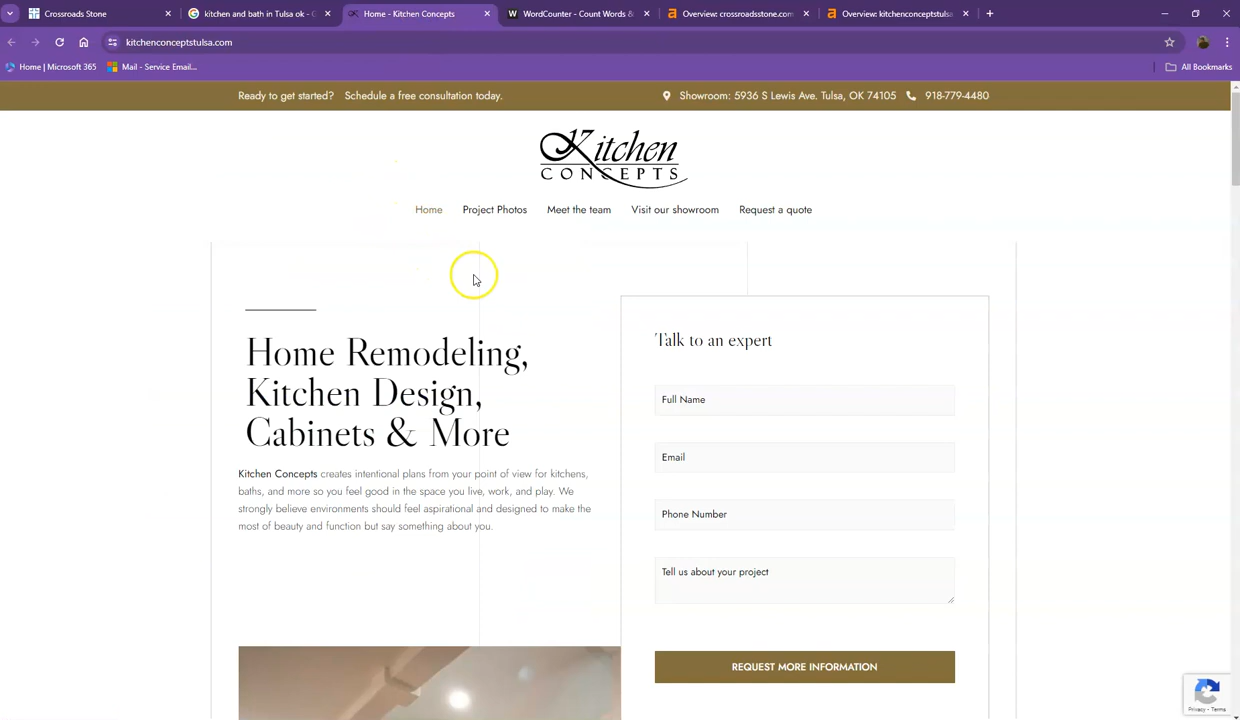 Crossroads Stone
kitchen and bath in Tulsa ok -
Home - Kitchen Concepts
WordCounter - Count Words &
Overview: crossroadsstone.com
Overview: kitchenconceptstulsa
kitchenconceptstulsa.com
Home | Microsoft 365
Mail - Service Email...
All Bookmarks
Ready to get started? Schedule a free consultation today.
Showroom: 5936 S Lewis Ave. Tulsa, OK 74105
918-779-4480
Kitchen
CONCEPTS
Home
Project Photos
Meet the team
Visit our showroom
Request a quote
Home Remodeling,
Kitchen Design,
Cabinets & More
Kitchen Concepts creates intentional plans from your point of view for kitchens,
baths, and more so you feel good in the space you live, work, and play. We
strongly believe environments should feel aspirational and designed to make the
most of beauty and function but say something about you.
Talk to an expert
Full Name
Email
Phone Number
Tell us about your project
REQUEST MORE INFORMATION
Privacy - Terms